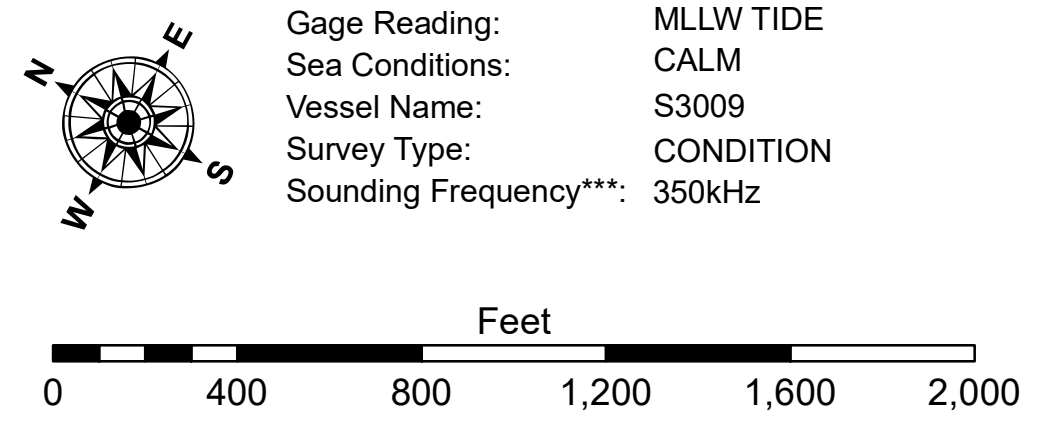 N
E
S
W
Gage Reading: MLLW TIDE
Sea Conditions: CALM
Vessel Name: S3009
Survey Type: CONDITION
Sounding Frequency***: 350kHz
Feet
0 400 800 1,200 1,600 2,000